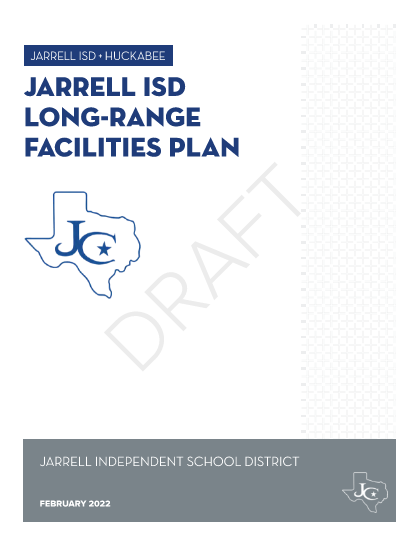 JARRELL ISD + HUCKABEE
JARRELL ISD
LONG-RANGE
FACILITIES PLAN
JC
DRAFT
JARRELL INDEPENDENT SCHOOL DISTRICT
JC
FEBRUARY 2022